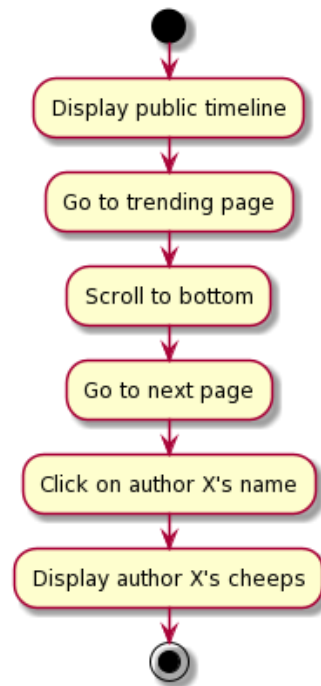 Display public timeline
Go to trending page
Scroll to bottom
Go to next page
Click on author X's name
Display author X's cheeps